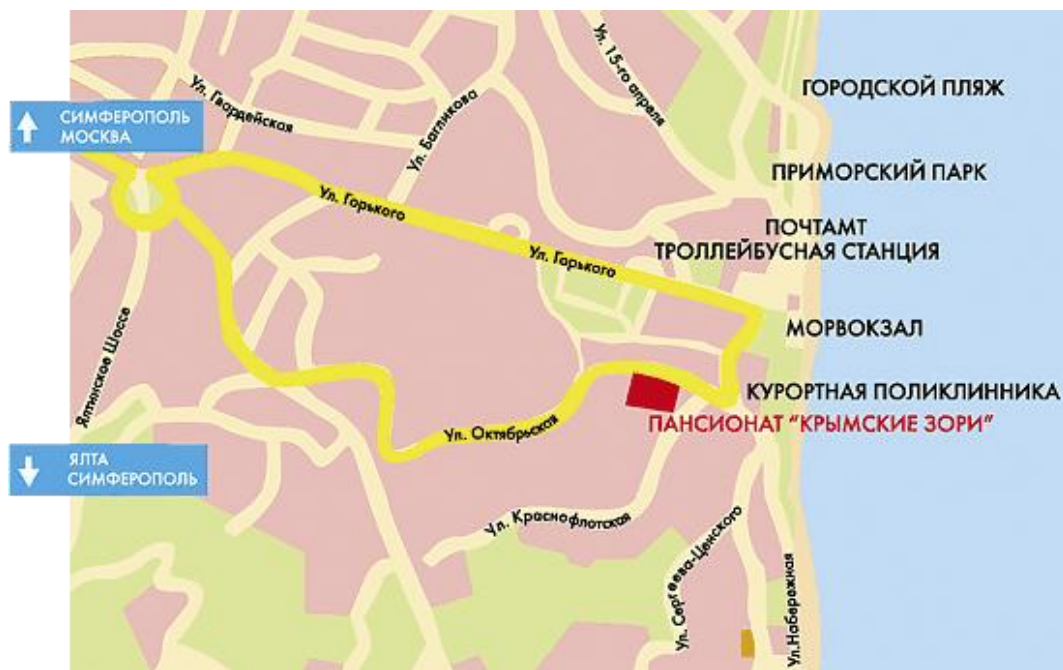 ул. 15-го апреля
ГОРОДСКОЙ ПЛЯЖ
ул. Гвардейская
СИМФЕРОПОЛЬ
МОСКВА
ул. Багликова
ПРИМОРСКИЙ ПАРК
ул. Горького
ПОЧТАМТ
ТРОЛЛЕЙБУСНАЯ СТАНЦИЯ
ул. Горького
МОРВОКЗАЛ
Ялтинское Шоссе
КУРОРТНАЯ ПОЛИКЛИННИКА
ПАНСИОНАТ "КРЫМСКИЕ ЗОРИ"
ул. Октябрьская
ЯЛТА
СИМФЕРОПОЛЬ
ул. Краснофлотская
ул. Сергеева-Ценского
ул.Набережная